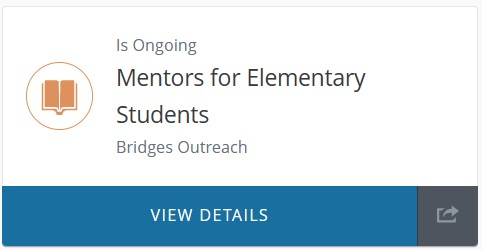 Is Ongoing
Mentors for Elementary
Students
Bridges Outreach
VIEW DETAILS